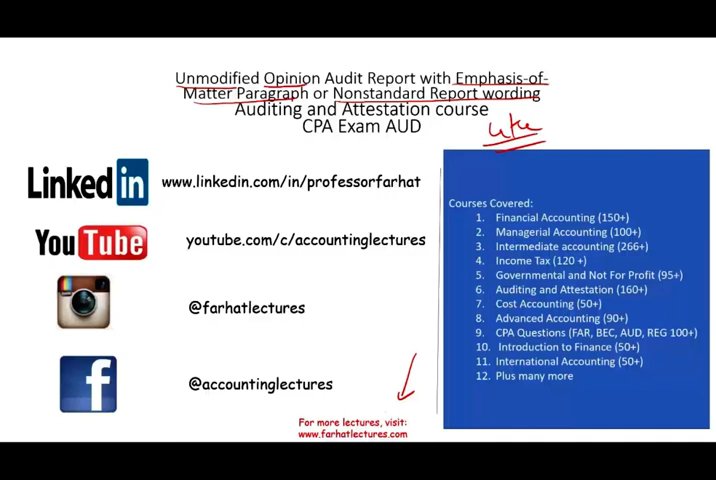 Unmodified Opinion Audit Report with Emphasis-of-
Matter Paragraph or Nonstandard Report wording
Auditing and Attestation course
CPA Exam AUD
Linked in
www.linkedin.com/in/professorfarhat
YouTube
youtube.com/c/accountinglectures
@farhatlectures
f
@accountinglectures
For more lectures, visit:
www.farhatlectures.com
Courses Covered:
1. Financial Accounting (150+)
2. Managerial Accounting (100+)
3. Intermediate accounting (266+)
4. Income Tax (120 +)
5. Governmental and Not For Profit (95+)
6. Auditing and Attestation (160+)
7. Cost Accounting (50+)
8. Advanced Accounting (90+)
9. CPA Questions (FAR, BEC, AUD, REG 100+)
10. Introduction to Finance (50+)
11. International Accounting (50+)
12. Plus many more